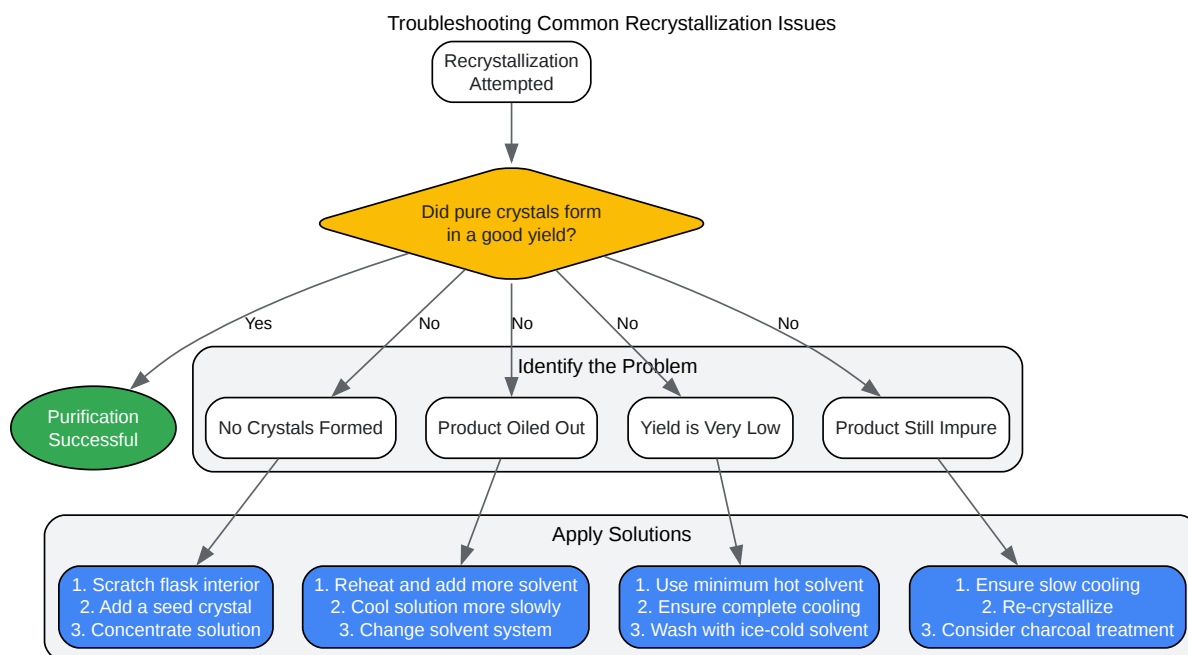 Troubleshooting Common Recrystallization Issues
Recrystallization
Attempted
Did pure crystals form
in a good yield?
Yes
No
No
No
No
Identify the Problem
Purification
Successful
No Crystals Formed
Product Oiled Out
Yield is Very Low
Product Still Impure
Apply Solutions
1. Scratch flask interior
2. Add a seed crystal
3. Concentrate solution
1. Reheat and add more solvent
2. Cool solution more slowly
3. Change solvent system
1. Use minimum hot solvent
2. Ensure complete cooling
3. Wash with ice-cold solvent
1. Ensure slow cooling
2. Re-crystallize
3. Consider charcoal treatment